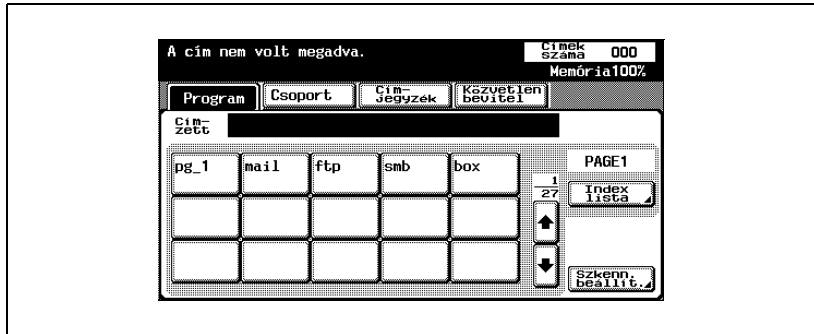 A cím nem volt megadva.
Címek száma 000
Memória100%
Program
Csoport
Cím-
jegyzék
Közvetlen
bevitel
Cím-
zett
pg_1 mail ftp smb box
PAGE1
1
27
Index
lista
Szkenn.
beállít.